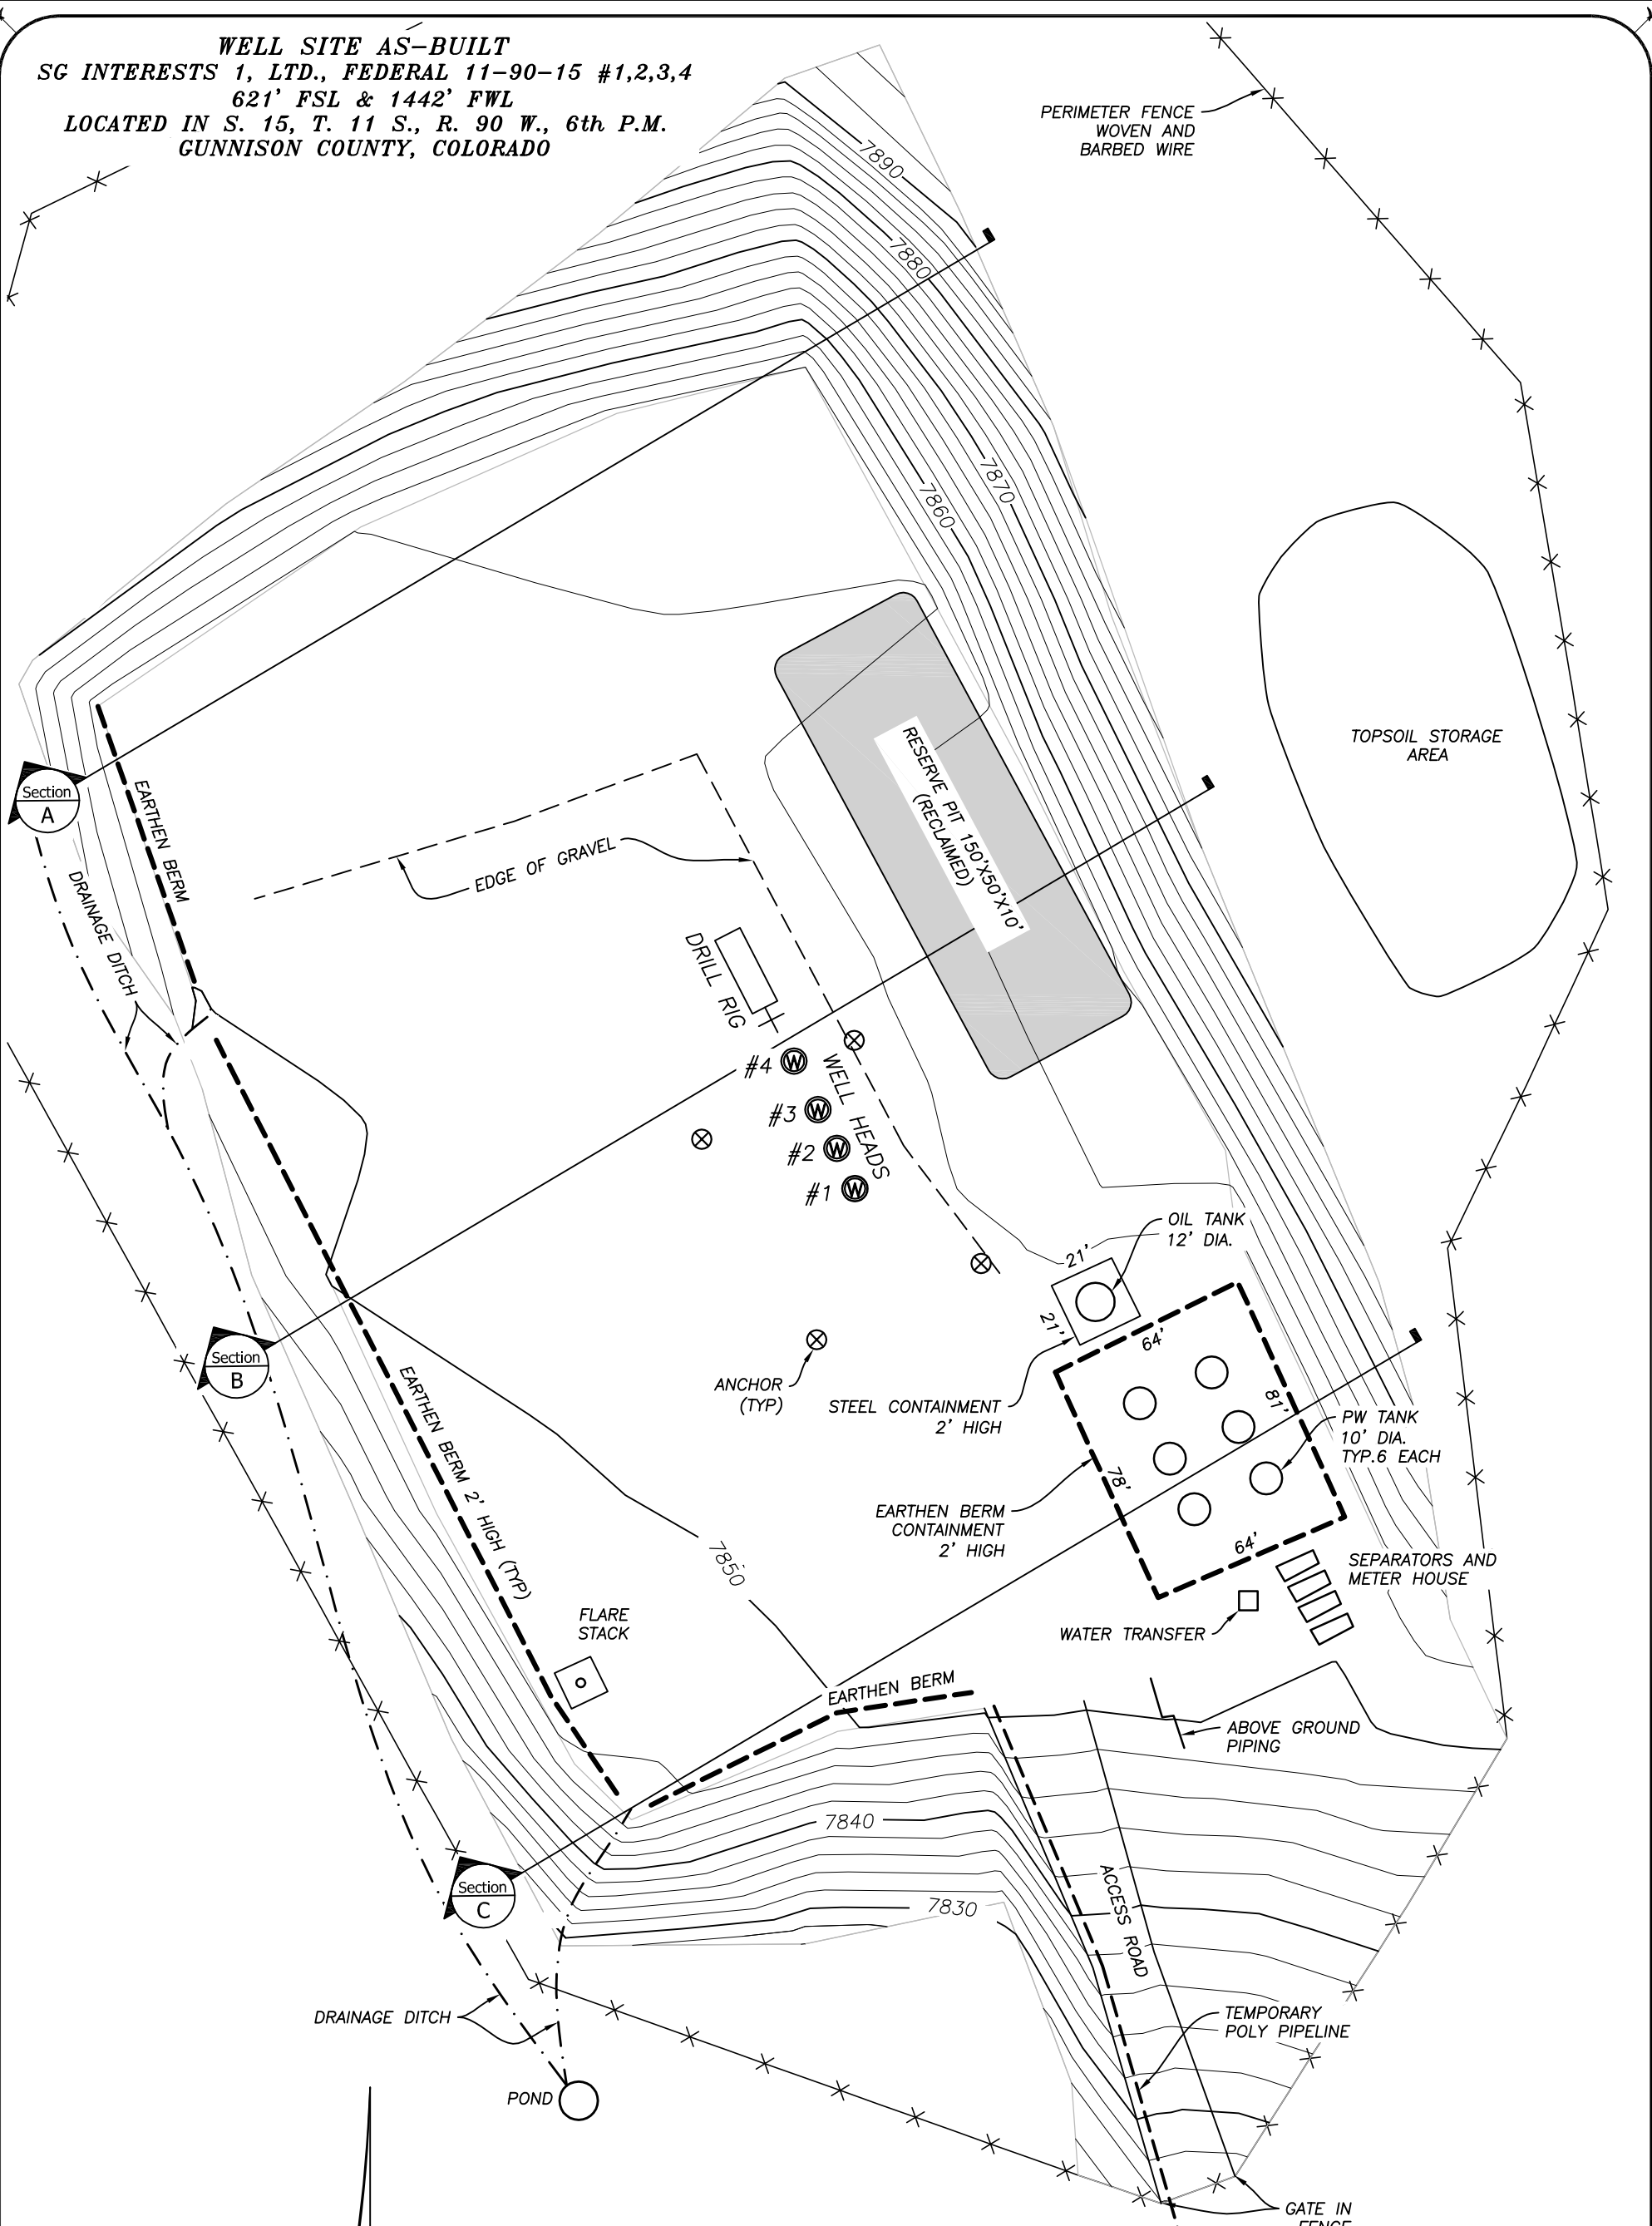 WELL SITE AS-BUILT
SG INTERESTS 1, LTD., FEDERAL 11-90-15 #1,2,3,4
621' FSL & 1442' FWL
LOCATED IN S. 15, T. 11 S., R. 90 W., 6th P.M.
GUNNISON COUNTY, COLORADO
PERIMETER FENCE
WOVEN AND
BARBED WIRE
7890
7880
7870
7860
TOPSOIL STORAGE
AREA
RESERVE PIT 150'X50'X10'
(RECLAIMED)
Section
A
EARTHEN BERM
DRAINAGE DITCH
EDGE OF GRAVEL
DRILL RIG
#4 W
#3 W
#2 W
#1 W
WELL HEADS
OIL TANK
12' DIA.
21'
21'
64'
Section
B
ANCHOR
(TYP)
STEEL CONTAINMENT
2' HIGH
81'
PW TANK
10' DIA.
TYP.6 EACH
78'
EARTHEN BERM 2' HIGH (TYP)
EARTHEN BERM
CONTAINMENT
2' HIGH
64'
7850
SEPARATORS AND
METER HOUSE
FLARE
STACK
WATER TRANSFER
EARTHEN BERM
ABOVE GROUND
PIPING
7840
Section
C
7830
ACCESS ROAD
DRAINAGE DITCH
TEMPORARY
POLY PIPELINE
POND
GATE IN
FENCE